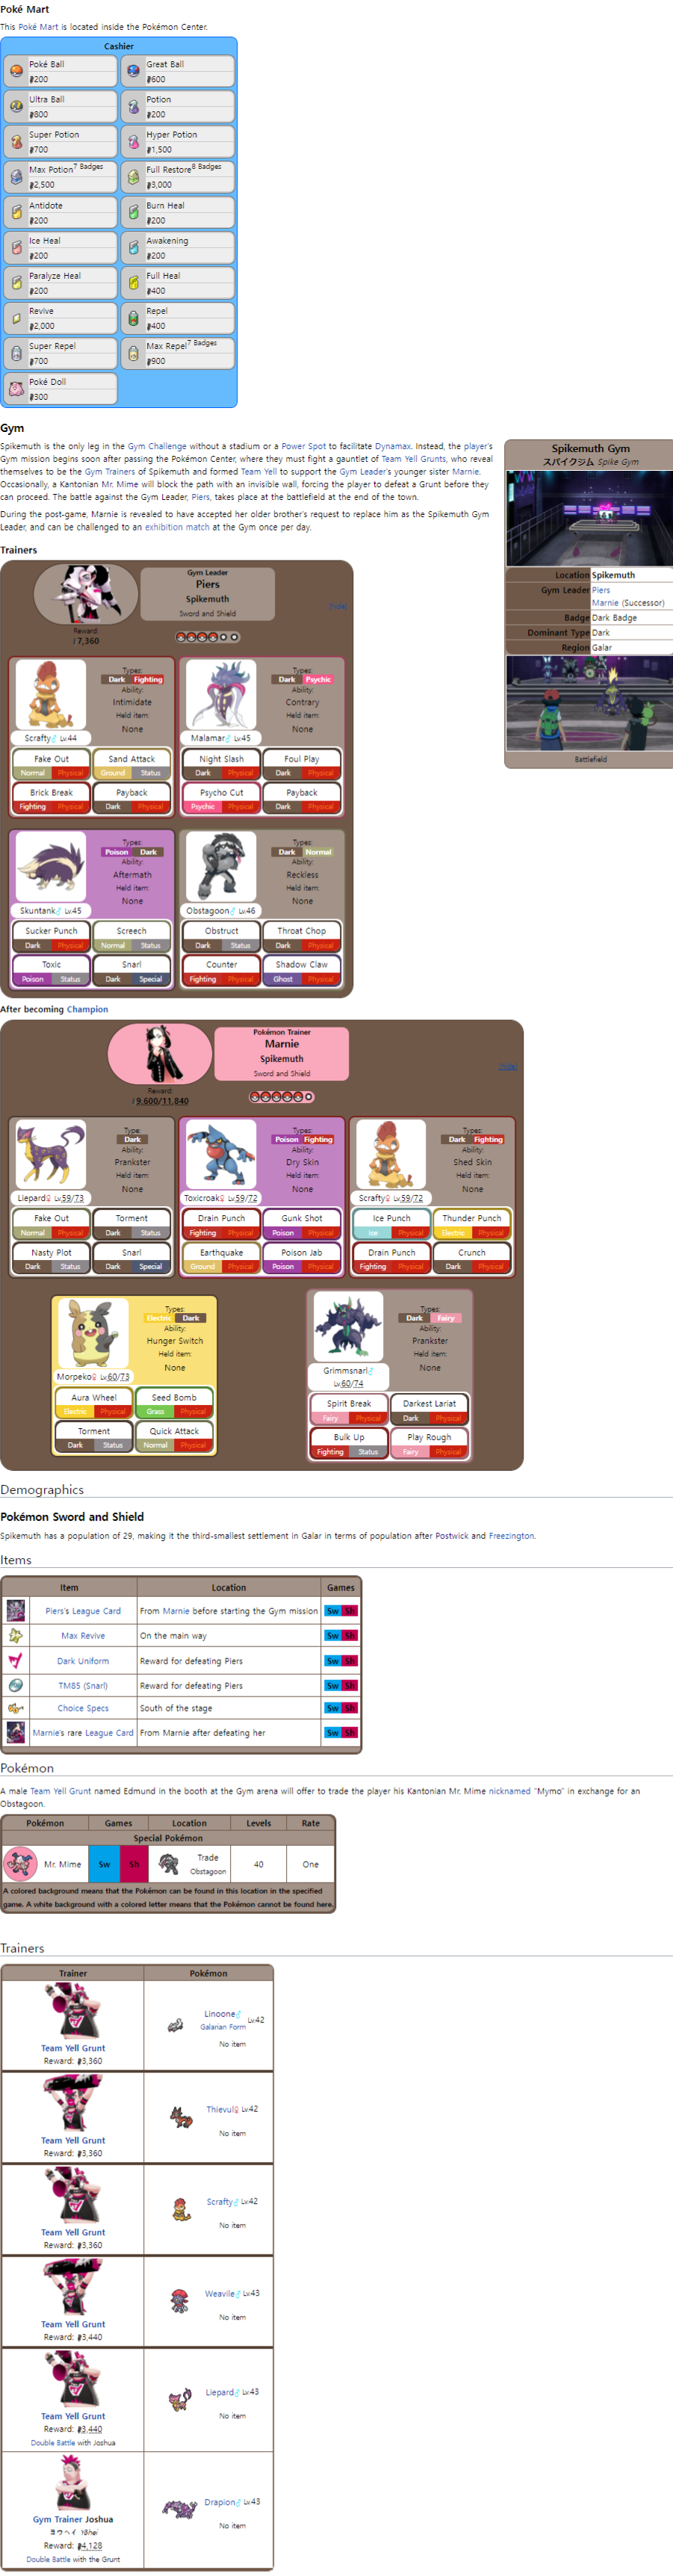 Poké Mart
This Poké Mart is located inside the Pokémon Center.
Cashier
Poké Ball
₽200
Great Ball
₽600
Ultra Ball
₽800
Potion
₽200
Super Potion
₽700
Hyper Potion
₽1,500
Max Potion 7 Badges
₽2,500
Full Restore 8 Badges
₽3,000
Antidote
₽200
Burn Heal
₽200
Ice Heal
₽200
Awakening
₽200
Paralyze Heal
₽200
Full Heal
₽400
Revive
₽2,000
Repel
₽400
Super Repel
₽700
Max Repel 7 Badges
₽900
Poké Doll
₽300
Gym
Spikemuth is the only leg in the Gym Challenge without a stadium or a Power Spot to facilitate Dynamax. Instead, the player's
Gym mission begins soon after passing the Pokémon Center, where they must fight a gauntlet of Team Yell Grunts, who reveal
themselves to be the Gym Trainers of Spikemuth and formed Team Yell to support the Gym Leader's younger sister Marnie.
Occasionally, a Kantonian Mr. Mime will block the path with an invisible wall, forcing the player to defeat a Grunt before they
can proceed. The battle against the Gym Leader, Piers, takes place at the battlefield at the end of the town.
During the post-game, Marnie is revealed to have accepted her older brother's request to replace him as the Spikemuth Gym
Leader, and can be challenged to an exhibition match at the Gym once per day.
Spikemuth Gym
スパイクジム Spike Gym
Location Spikemuth
Gym Leader Piers
Marnie (Successor)
Badge Dark Badge
Dominant Type Dark
Region Galar
Battlefield
Trainers
Gym Leader
Piers
Spikemuth
Sword and Shield
[hide]
Reward:
₽7,360
Types:
Dark Fighting
Ability:
Intimidate
Held item:
None
Scrafty♂ Lv.44
Fake Out
Normal Physical
Sand Attack
Ground Status
Brick Break
Fighting Physical
Payback
Dark Physical
Types:
Dark Psychic
Ability:
Contrary
Held item:
None
Malamar♂ Lv.45
Night Slash
Dark Physical
Foul Play
Dark Physical
Psycho Cut
Psychic Physical
Payback
Dark Physical
Types:
Poison Dark
Ability:
Aftermath
Held item:
None
Skuntank♂ Lv.45
Sucker Punch
Dark Physical
Screech
Normal Status
Toxic
Poison Status
Snarl
Dark Special
Types:
Dark Normal
Ability:
Reckless
Held item:
None
Obstagoon♂ Lv.46
Obstruct
Dark Status
Throat Chop
Dark Physical
Counter
Fighting Physical
Shadow Claw
Ghost Physical
After becoming Champion
Pokémon Trainer
Marnie
Spikemuth
Sword and Shield
[hide]
Reward:
₽9,600/11,840
Type:
Dark
Ability:
Prankster
Held item:
None
Liepard♀ Lv.59/73
Fake Out
Normal Physical
Torment
Dark Status
Nasty Plot
Dark Status
Snarl
Dark Special
Types:
Poison Fighting
Ability:
Dry Skin
Held item:
None
Toxicroak♀ Lv.59/72
Drain Punch
Fighting Physical
Gunk Shot
Poison Physical
Earthquake
Ground Physical
Poison Jab
Poison Physical
Types:
Dark Fighting
Ability:
Shed Skin
Held item:
None
Scrafty♀ Lv.59/72
Ice Punch
Ice Physical
Thunder Punch
Electric Physical
Drain Punch
Fighting Physical
Crunch
Dark Physical
Types:
Electric Dark
Ability:
Hunger Switch
Held item:
None
Morpeko♀ Lv.60/73
Aura Wheel
Electric Physical
Seed Bomb
Grass Physical
Torment
Dark Status
Quick Attack
Normal Physical
Types:
Dark Fairy
Ability:
Prankster
Held item:
None
Grimmsnarl♂
Lv.60/74
Spirit Break
Fairy Physical
Darkest Lariat
Dark Physical
Bulk Up
Fighting Status
Play Rough
Fairy Physical
Demographics
Pokémon Sword and Shield
Spikemuth has a population of 29, making it the third-smallest settlement in Galar in terms of population after Postwick and Freezington.
Items
Item Location Games
Piers's League Card From Marnie before starting the Gym mission Sw Sh
Max Revive On the main way Sw Sh
Dark Uniform Reward for defeating Piers Sw Sh
TM85 (Snarl) Reward for defeating Piers Sw Sh
Choice Specs South of the stage Sw Sh
Marnie's rare League Card From Marnie after defeating her Sw Sh
Pokémon
A male Team Yell Grunt named Edmund in the booth at the Gym arena will offer to trade the player his Kantonian Mr. Mime nicknamed "Mymo" in exchange for an
Obstagoon.
Pokémon Games Location Levels Rate
Special Pokémon
Mr. Mime Sw Sh Trade Obstagoon 40 One
A colored background means that the Pokémon can be found in this location in the specified
game. A white background with a colored letter means that the Pokémon cannot be found here.
Trainers
Trainer Pokémon
Team Yell Grunt
Reward: ₽3,360
Linoone♂ Lv.42
Galarian Form
No item
Team Yell Grunt
Reward: ₽3,360
Thievul♀ Lv.42
No item
Team Yell Grunt
Reward: ₽3,360
Scrafty♂ Lv.42
No item
Team Yell Grunt
Reward: ₽3,440
Weavile♂ Lv.43
No item
Team Yell Grunt
Reward: ₽3,440
Double Battle with Joshua
Liepard♂ Lv.43
No item
Gym Trainer Joshua
ヨウヘイ Yōhei
Reward: ₽4,128
Double Battle with the Grunt
Drapion♂ Lv.43
No item